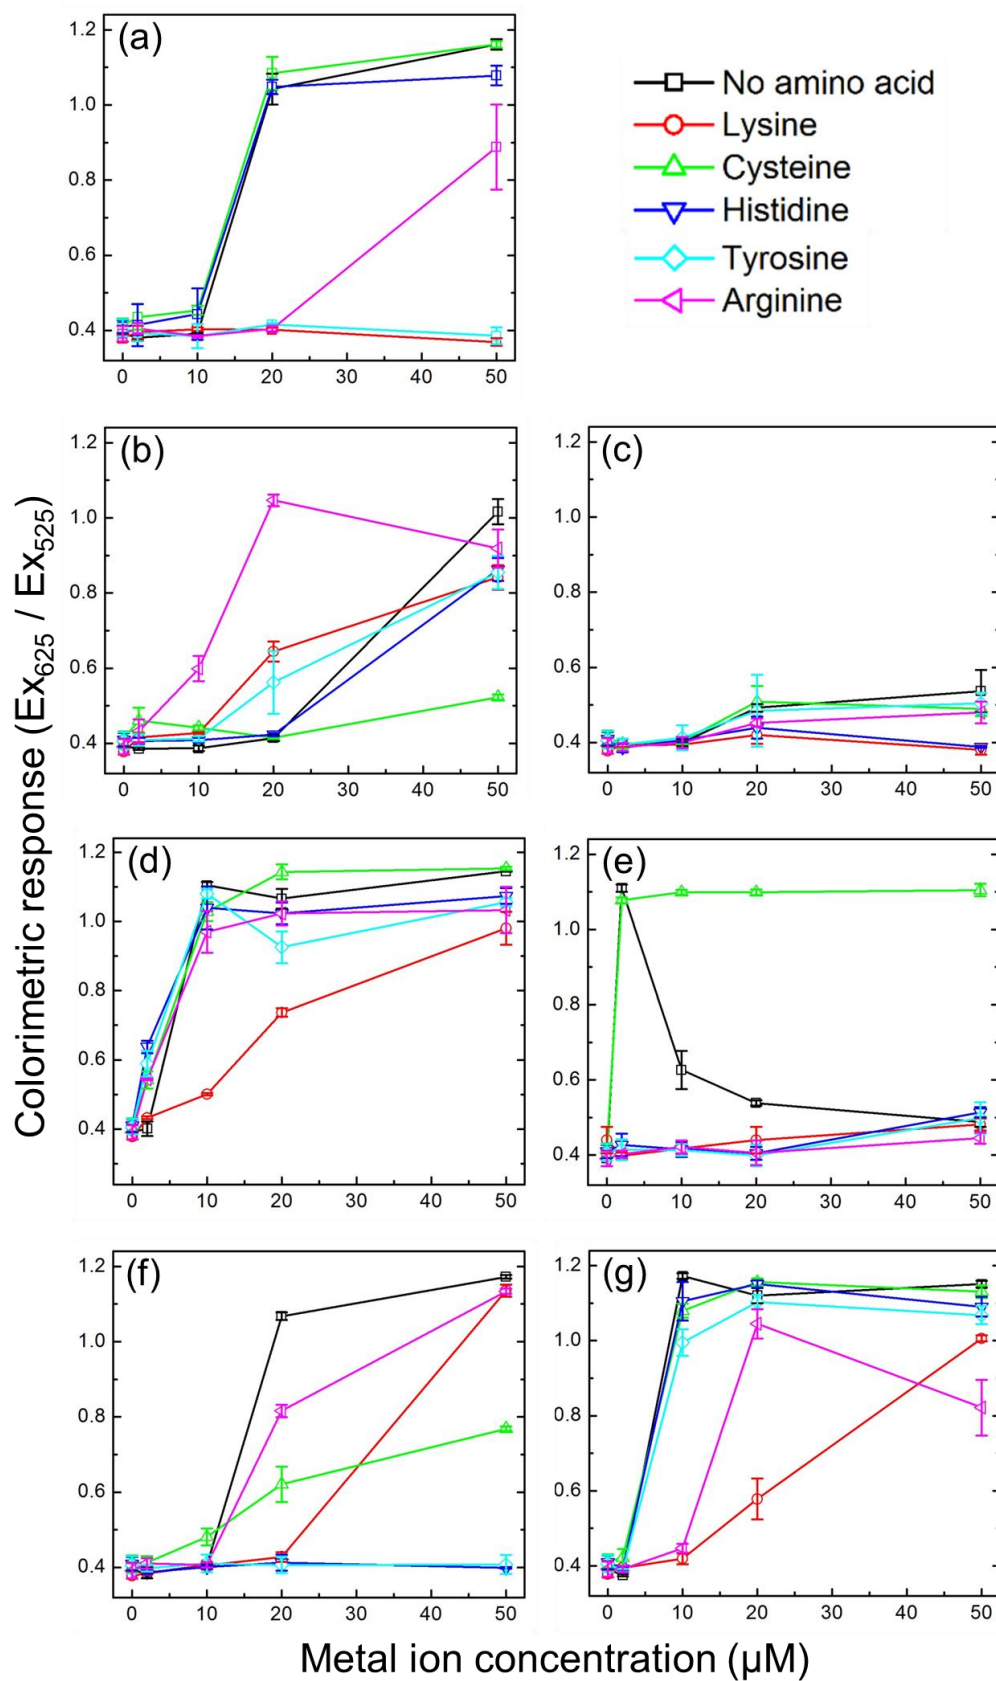 (a)
1.2
1.0
0.8
0.6
0.4
0 10 20 30 40 50
No amino acid
Lysine
Cysteine
Histidine
Tyrosine
Arginine
(b)
1.2
1.0
0.8
0.6
0.4
0 10 20 30 40 50
(c)
1.2
1.0
0.8
0.6
0.4
0 10 20 30 40 50
(d)
1.2
1.0
0.8
0.6
0.4
0 10 20 30 40 50
(e)
1.2
1.0
0.8
0.6
0.4
0 10 20 30 40 50
(f)
1.2
1.0
0.8
0.6
0.4
0 10 20 30 40 50
(g)
1.2
1.0
0.8
0.6
0.4
0 10 20 30 40 50
Colorimetric response (Ex625 / Ex525)
Metal ion concentration (μM)